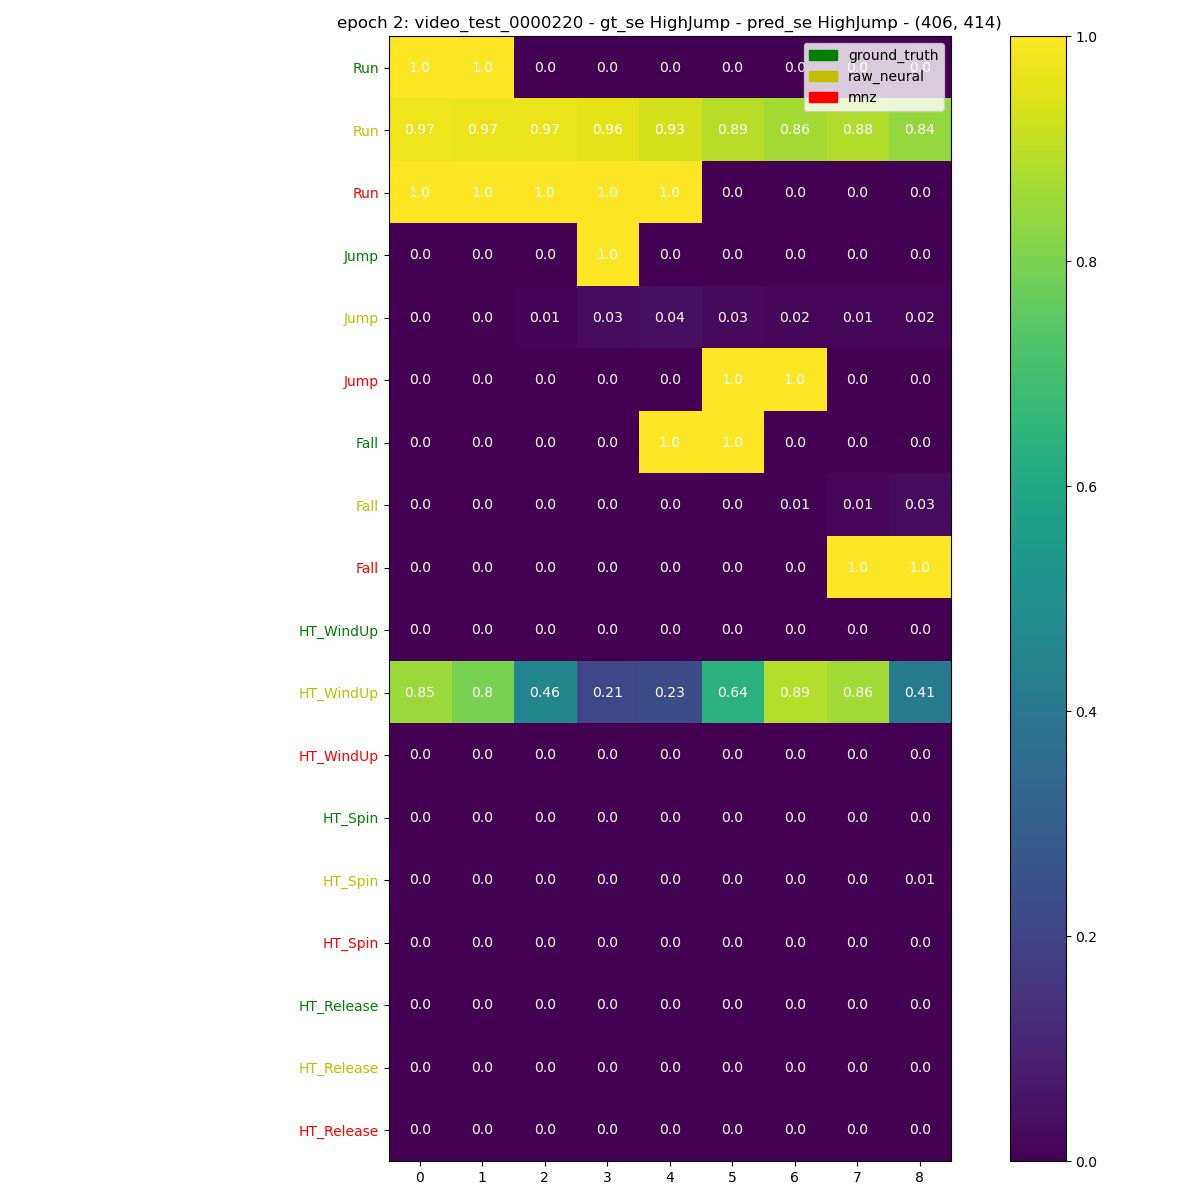 epoch 2: video_test_0000220 - gt_se HighJump - pred_se HighJump - (406, 414)
ground_truth
raw_neural
mnz
Run 1.0 1.0 0.0 0.0 0.0 0.0 0.0 0.0 0.0
Run 0.97 0.97 0.97 0.96 0.93 0.89 0.86 0.88 0.84
Run 1.0 1.0 1.0 1.0 1.0 0.0 0.0 0.0 0.0
Jump 0.0 0.0 0.0 1.0 0.0 0.0 0.0 0.0 0.0
Jump 0.0 0.0 0.01 0.03 0.04 0.03 0.02 0.01 0.02
Jump 0.0 0.0 0.0 0.0 0.0 1.0 1.0 0.0 0.0
Fall 0.0 0.0 0.0 0.0 1.0 1.0 0.0 0.0 0.0
Fall 0.0 0.0 0.0 0.0 0.0 0.0 0.01 0.01 0.03
Fall 0.0 0.0 0.0 0.0 0.0 0.0 0.0 1.0 1.0
HT_WindUp 0.0 0.0 0.0 0.0 0.0 0.0 0.0 0.0 0.0
HT_WindUp 0.85 0.8 0.46 0.21 0.23 0.64 0.89 0.86 0.41
HT_WindUp 0.0 0.0 0.0 0.0 0.0 0.0 0.0 0.0 0.0
HT_Spin 0.0 0.0 0.0 0.0 0.0 0.0 0.0 0.0 0.0
HT_Spin 0.0 0.0 0.0 0.0 0.0 0.0 0.0 0.0 0.01
HT_Spin 0.0 0.0 0.0 0.0 0.0 0.0 0.0 0.0 0.0
HT_Release 0.0 0.0 0.0 0.0 0.0 0.0 0.0 0.0 0.0
HT_Release 0.0 0.0 0.0 0.0 0.0 0.0 0.0 0.0 0.0
HT_Release 0.0 0.0 0.0 0.0 0.0 0.0 0.0 0.0 0.0
0 1 2 3 4 5 6 7 8
1.0
0.8
0.6
0.4
0.2
0.0